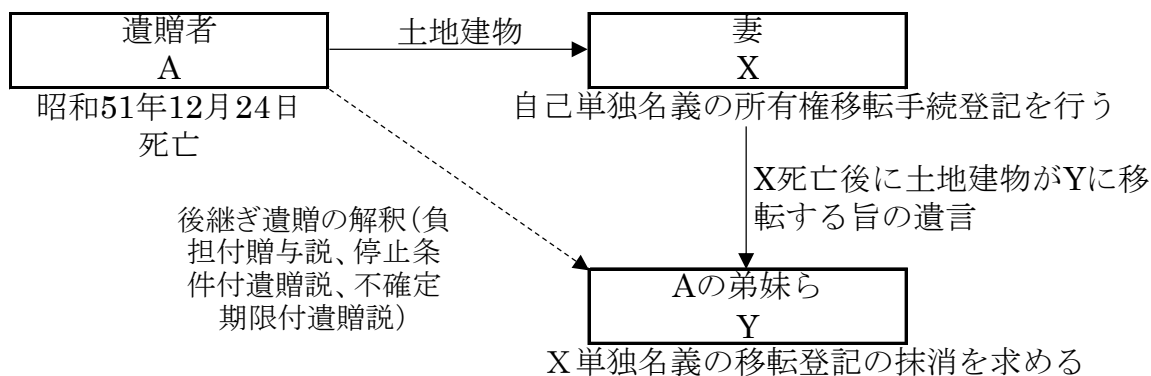 遺贈者
A
昭和51年12月24日
死亡
土地建物
妻
X
自己単独名義の所有権移転手続登記を行う
X死亡後に土地建物がYに移
転する旨の遺言
後継ぎ遺贈の解釈(負
担付贈与説、停止条
件付遺贈説、不確定
期限付遺贈説)
Aの弟妹ら
Y
X単独名義の移転登記の抹消を求める